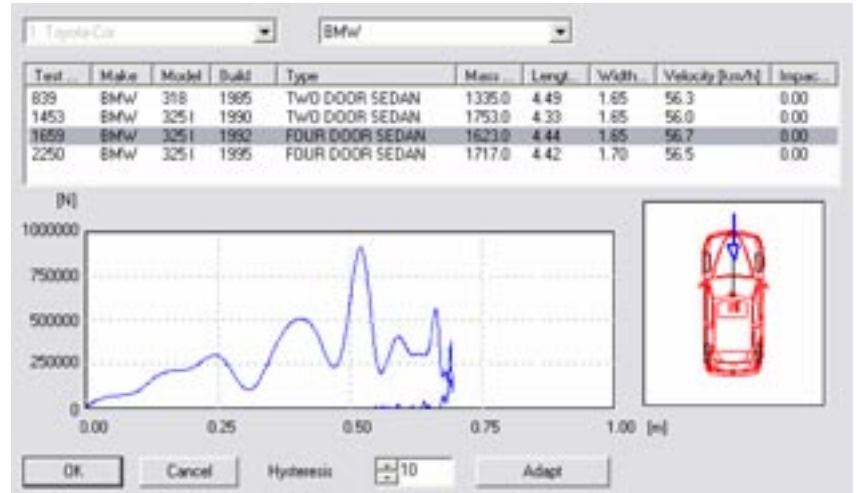 1 Toyota Car BMW
Test ... Make Model Build Type Mass ... Lengt... Width... Velocity [km/h] Impac...
839 BMW 318 1985 TWO DOOR SEDAN 1335.0 4.49 1.65 56.3 0.00
1453 BMW 325I 1990 TWO DOOR SEDAN 1753.0 4.33 1.65 56.0 0.00
1659 BMW 325I 1992 FOUR DOOR SEDAN 1623.0 4.44 1.65 56.7 0.00
2250 BMW 325I 1995 FOUR DOOR SEDAN 1717.0 4.42 1.70 56.5 0.00
[N]
1000000
750000
500000
250000
0
0.00 0.25 0.50 0.75 1.00 [m]
OK Cancel Hysteresis 10 Adapt